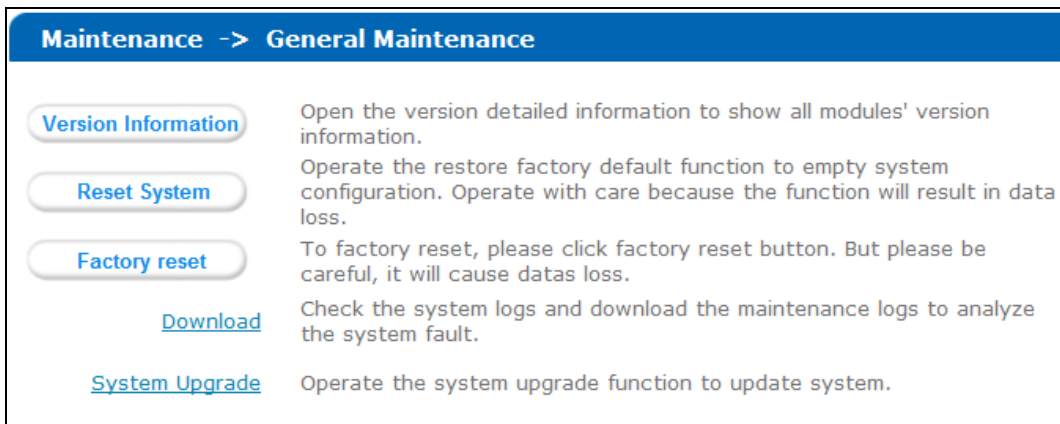 Maintenance -> General Maintenance
Version Information
Open the version detailed information to show all modules' version
information.
Reset System
Operate the restore factory default function to empty system
configuration. Operate with care because the function will result in data
loss.
Factory reset
To factory reset, please click factory reset button. But please be
careful, it will cause datas loss.
Download
Check the system logs and download the maintenance logs to analyze
the system fault.
System Upgrade
Operate the system upgrade function to update system.